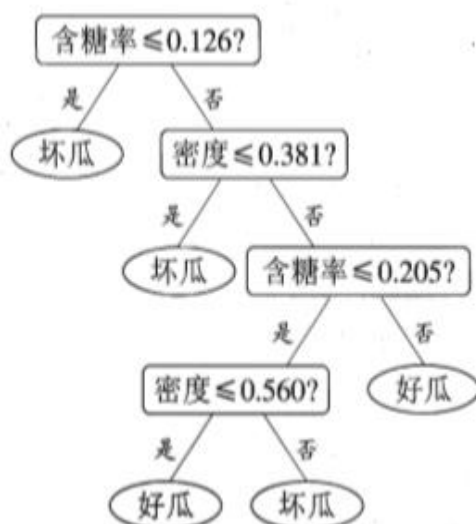 含糖率≤0.126?
是 否
坏瓜 密度≤0.381?
是 否
坏瓜 含糖率≤0.205?
是 否
密度≤0.560? 好瓜
是 否
好瓜 坏瓜